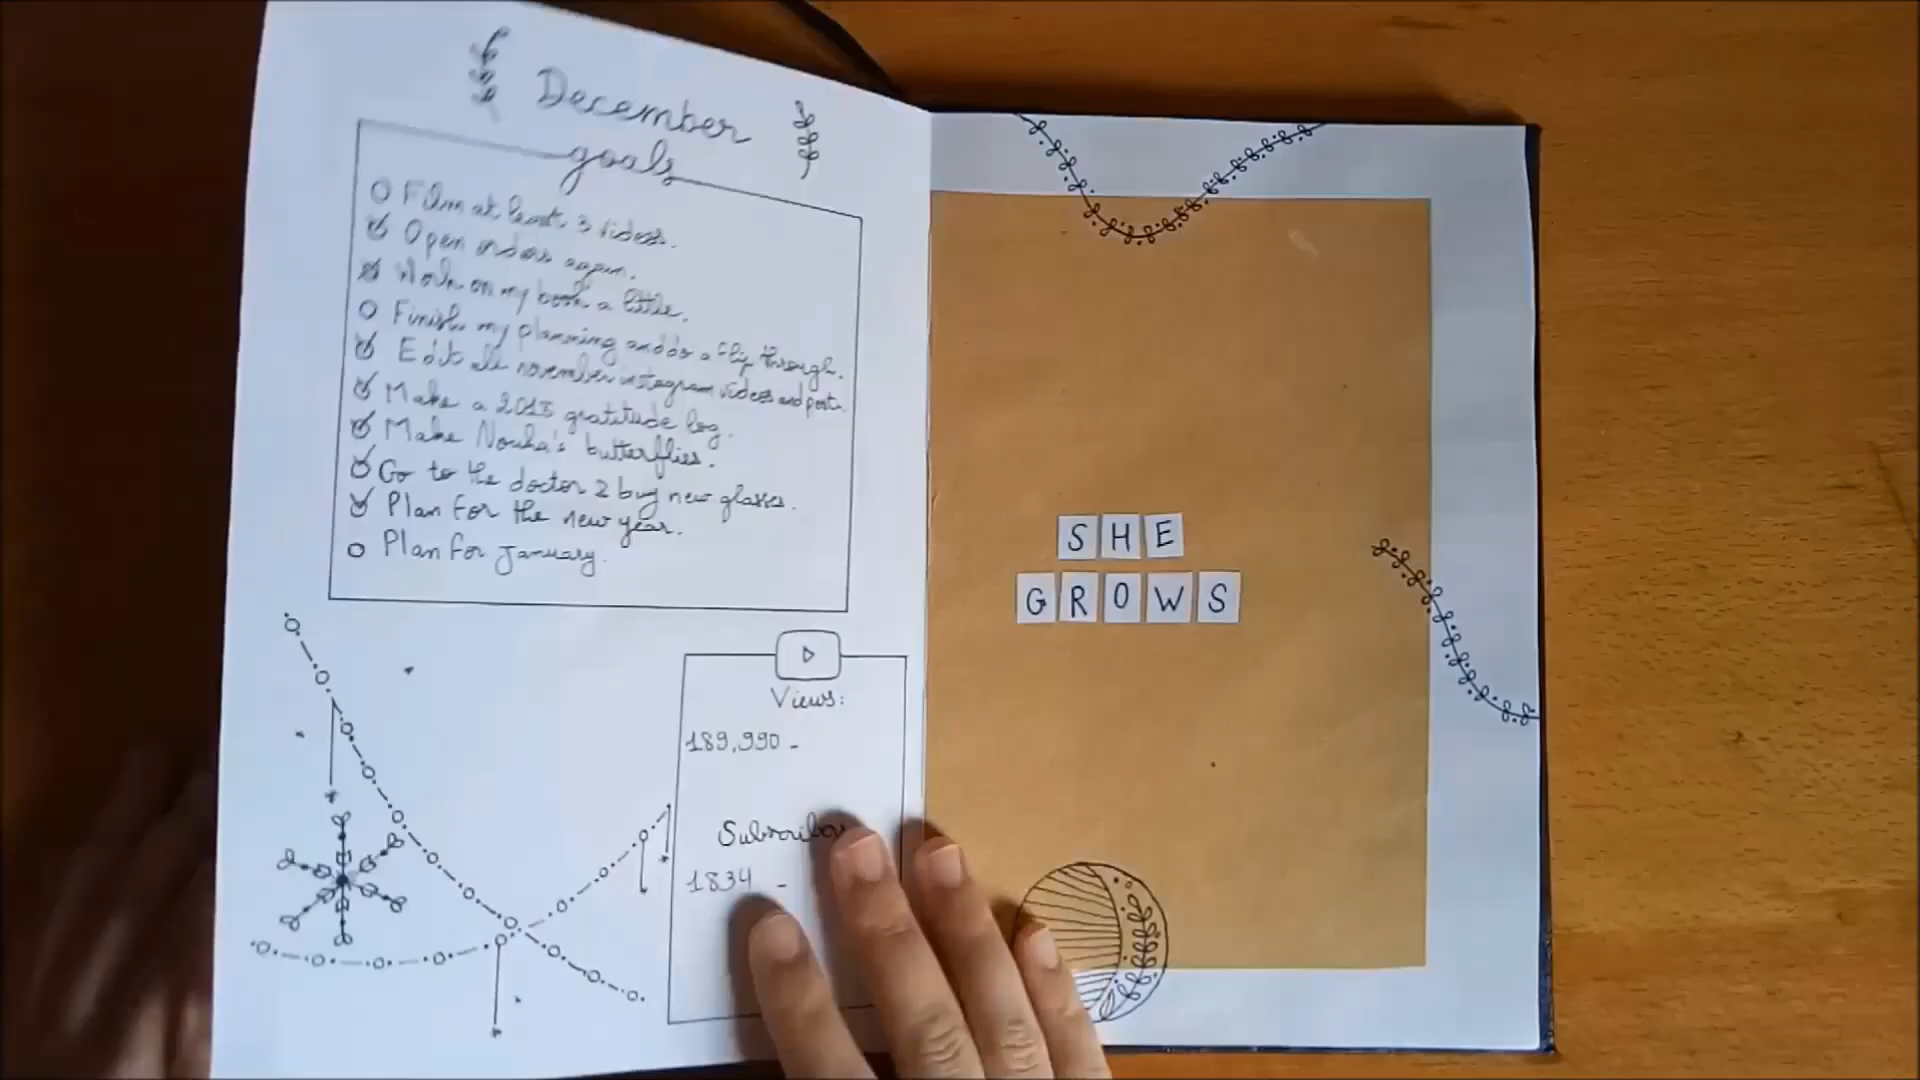 December
goals
Film at least 3 videos.
Open orders again.
Work on my book a little.
Finish my planning and do a flip through.
Edit all november instagram videos and posts.
Make a gratitude log.
Make Nouha's butterflies.
Go to the doctor 2 buy new glasses.
Plan for the new year.
Plan for January.
Views:
189,990 -
1834 -
SHE
GROWS